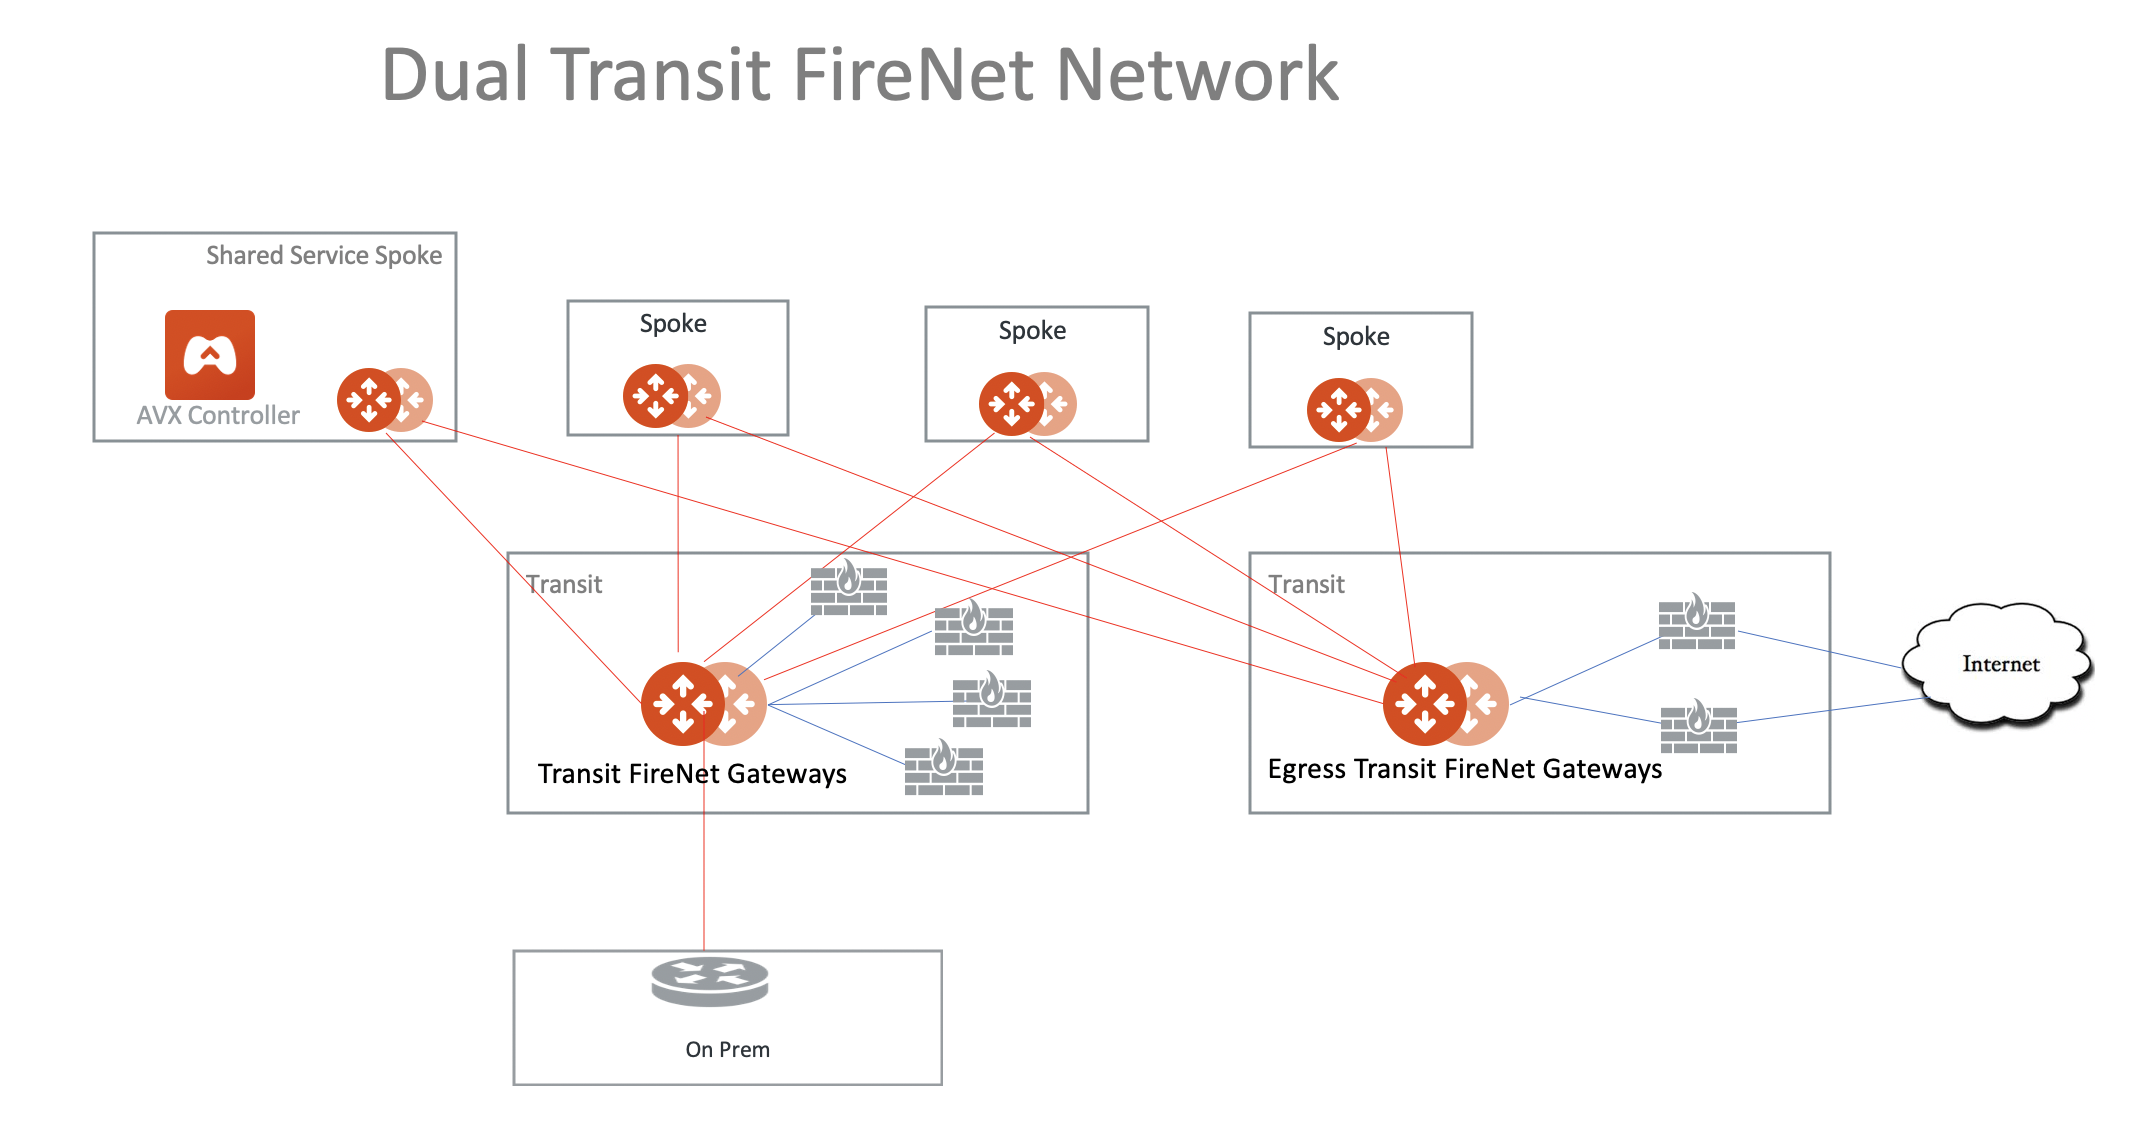 Dual Transit FireNet Network
Shared Service Spoke
AVX Controller
Spoke
Spoke
Spoke
Transit
Transit FireNet Gateways
Transit
Egress Transit FireNet Gateways
Internet
On Prem